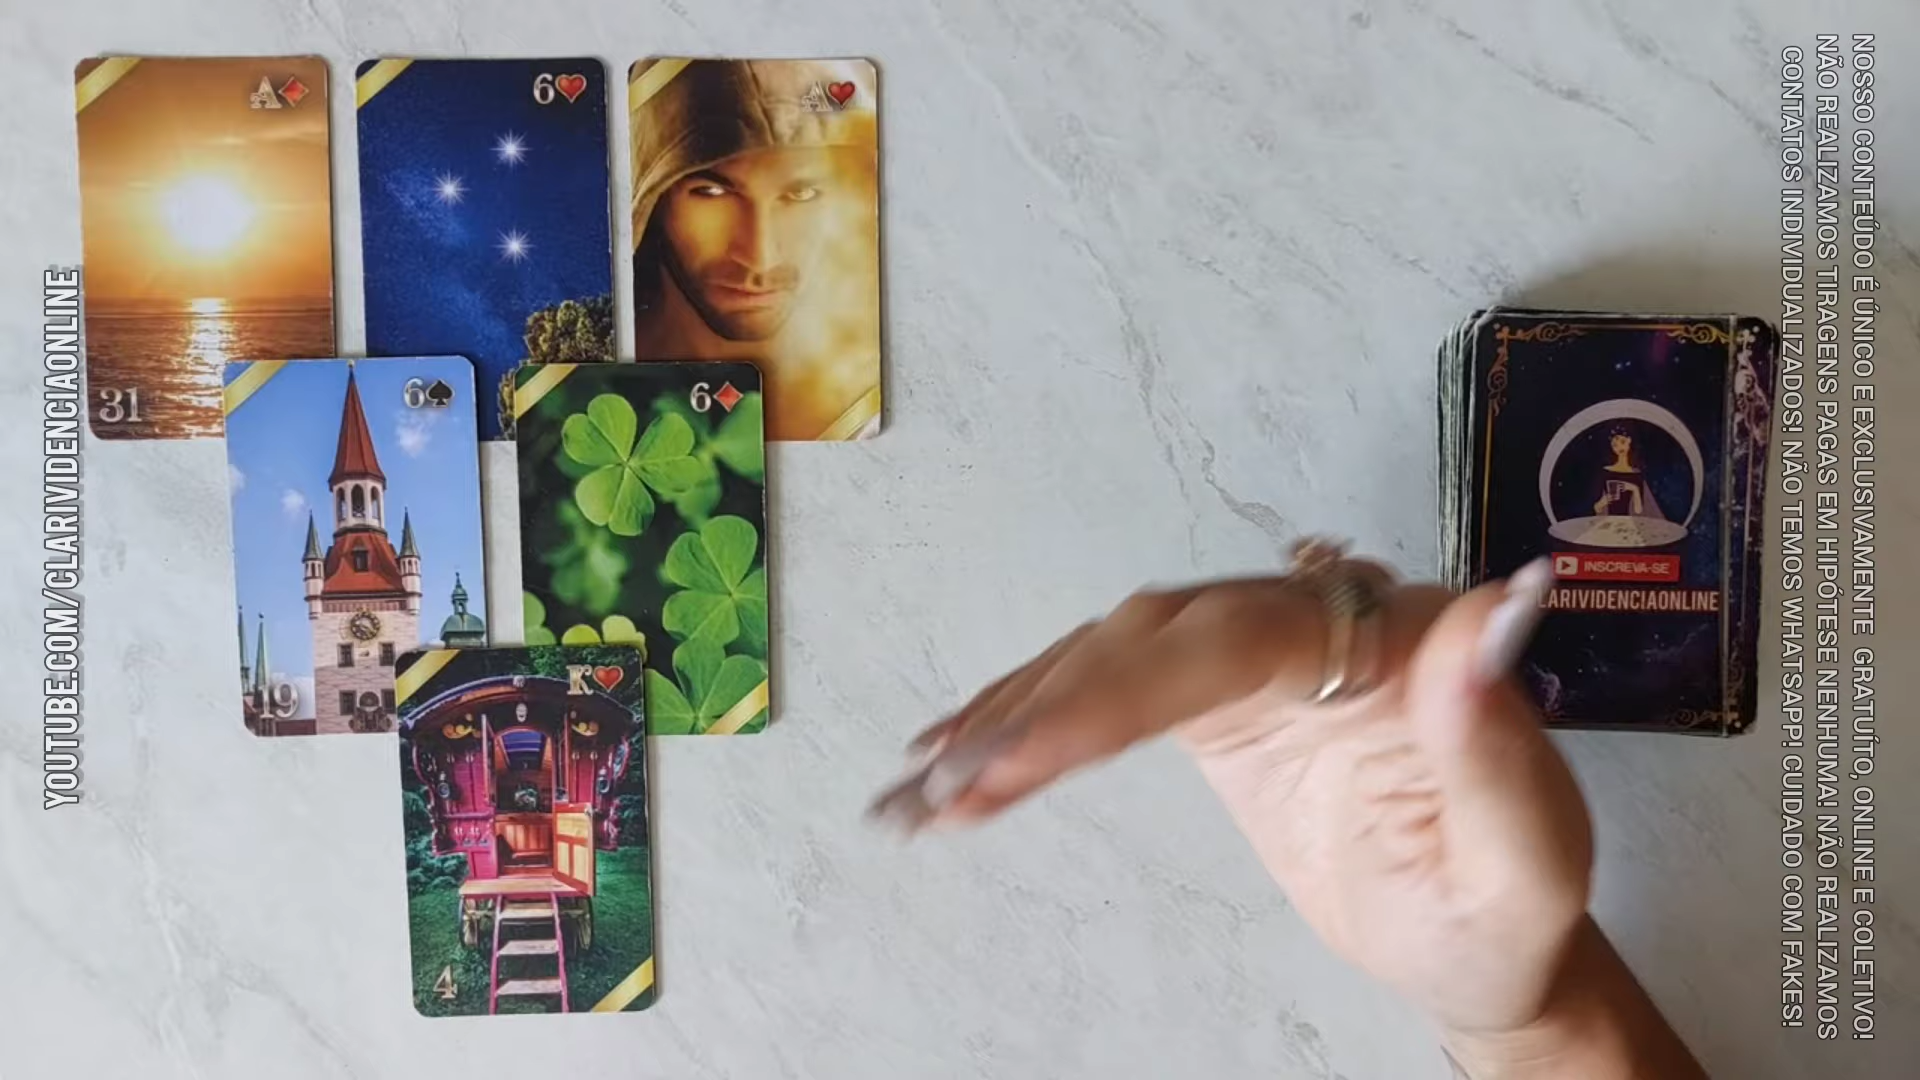 YOUTUBE.COM/CLARIVIDENCIAONLINE
A
6
A
31
6
6
19
K
4
INSCREVA-SE
LARIVIDENCIAONLINE
NOSSO CONTEÚDO É ÚNICO E EXCLUSIVAMENTE GRATUÍTO, ONLINE E COLETIVO!
NÃO REALIZAMOS TIRAGENS PAGAS EM HIPÓTESE NENHUMA! NÃO REALIZAMOS
CONTATOS INDIVIDUALIZADOS! NÃO TEMOS WHATSAPP! CUIDADO COM FAKES!